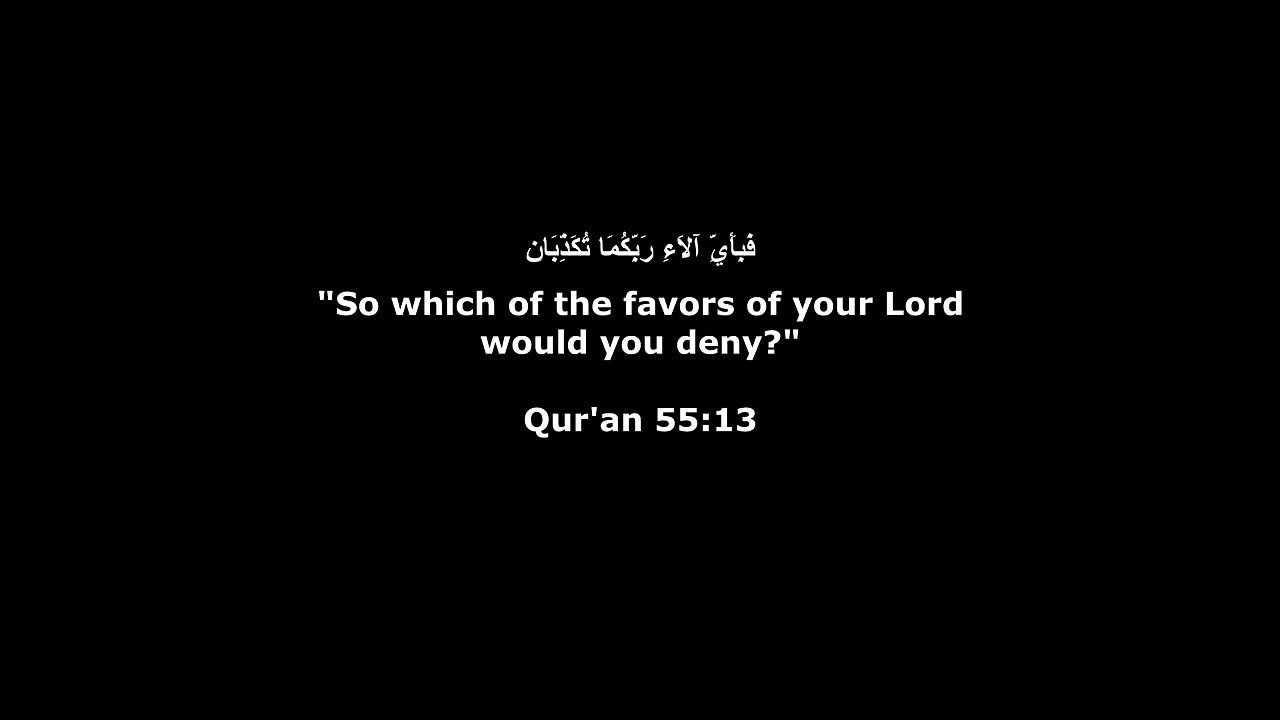 فَبِأَيِّ آلَاءِ رَبِّكُمَا تُكَذِّبَان
"So which of the favors of your Lord
would you deny?"
Qur'an 55:13